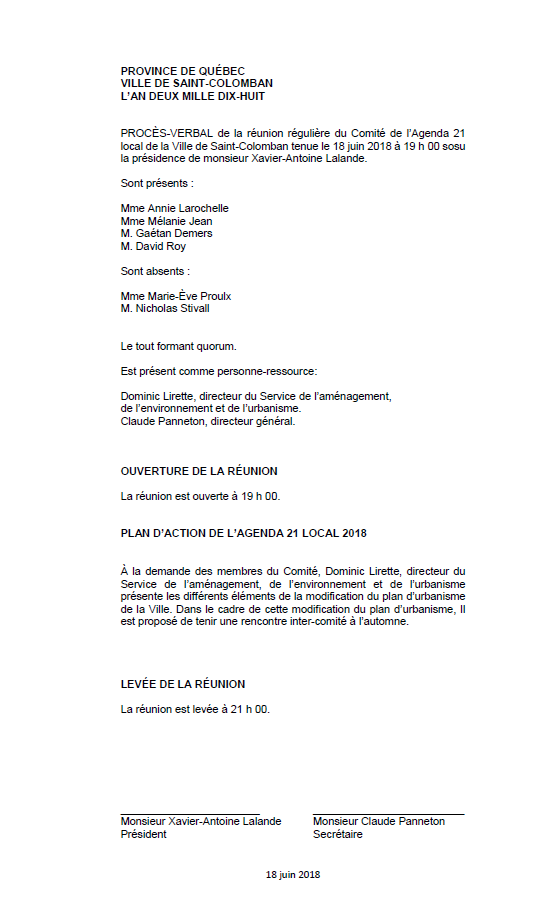 PROVINCE DE QUÉBEC
VILLE DE SAINT-COLOMBAN
L'AN DEUX MILLE DIX-HUIT
PROCÈS-VERBAL de la réunion régulière du Comité de l'Agenda 21
local de la Ville de Saint-Colomban tenue le 18 juin 2018 à 19 h 00 sosu
la présidence de monsieur Xavier-Antoine Lalande.
Sont présents :
Mme Annie Larochelle
Mme Mélanie Jean
M. Gaétan Demers
M. David Roy
Sont absents :
Mme Marie-Ève Proulx
M. Nicholas Stivall
Le tout formant quorum.
Est présent comme personne-ressource:
Dominic Lirette, directeur du Service de l'aménagement,
de l'environnement et de l'urbanisme.
Claude Panneton, directeur général.
OUVERTURE DE LA RÉUNION
La réunion est ouverte à 19 h 00.
PLAN D'ACTION DE L'AGENDA 21 LOCAL 2018
À la demande des membres du Comité, Dominic Lirette, directeur du
Service de l'aménagement, de l'environnement et de l'urbanisme
présente les différents éléments de la modification du plan d'urbanisme
de la Ville. Dans le cadre de cette modification du plan d'urbanisme, Il
est proposé de tenir une rencontre inter-comité à l'automne.
LEVÉE DE LA RÉUNION
La réunion est levée à 21 h 00.
Monsieur Xavier-Antoine Lalande
Président
Monsieur Claude Panneton
Secrétaire
18 juin 2018